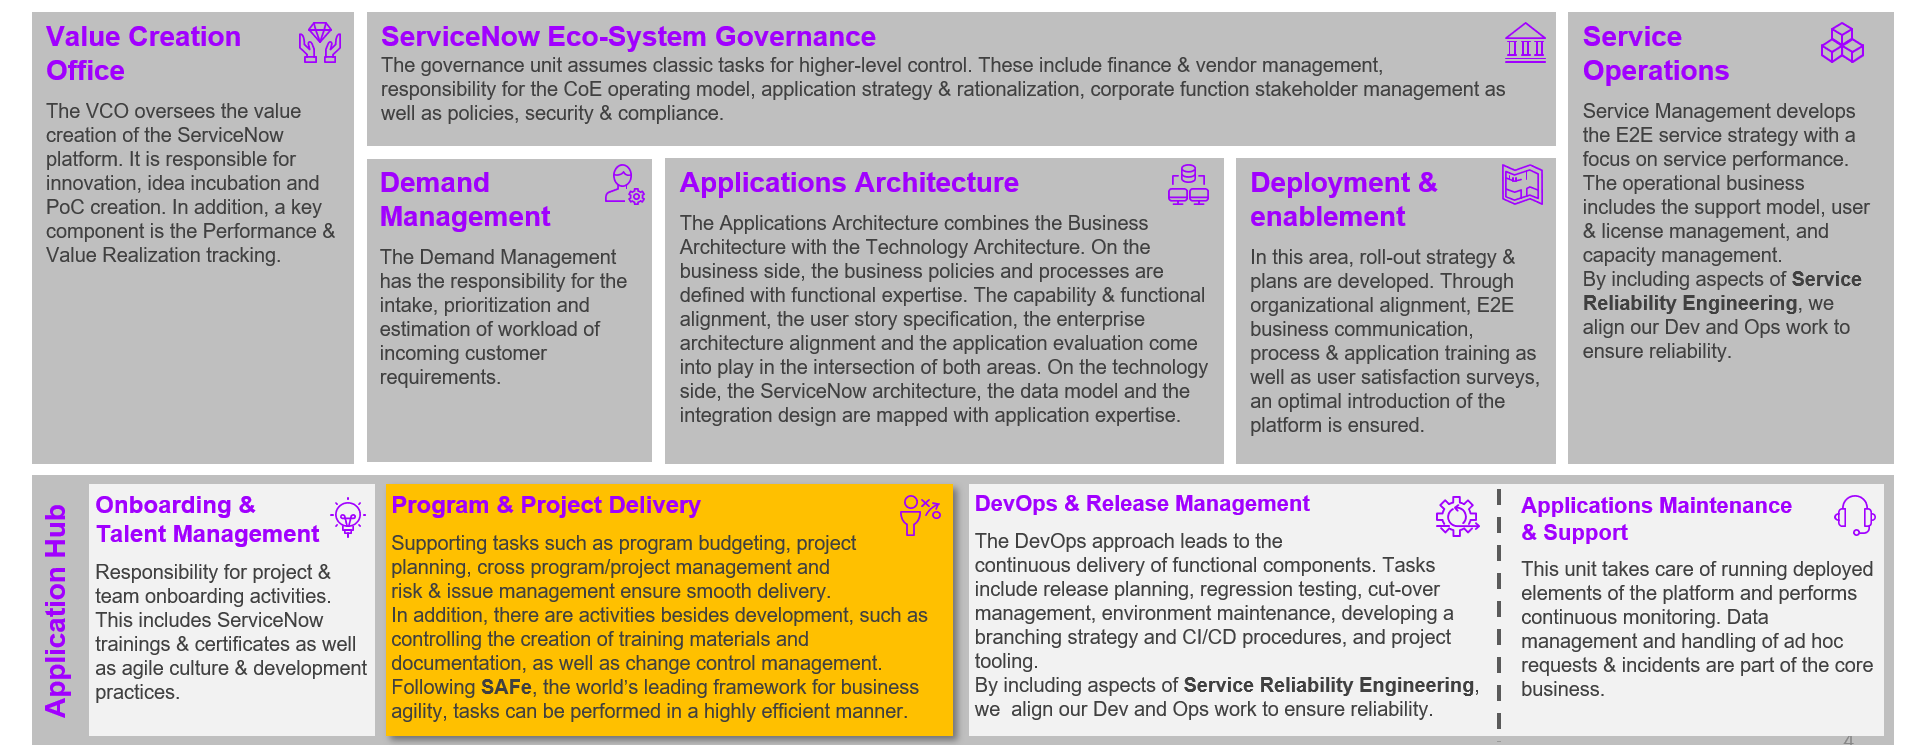 Value Creation
Office
The VCO oversees the value
creation of the ServiceNow
platform. It is responsible for
innovation, idea incubation and
PoC creation. In addition, a key
component is the Performance &
Value Realization tracking.
ServiceNow Eco-System Governance
The governance unit assumes classic tasks for higher-level control. These include finance & vendor management,
responsibility for the CoE operating model, application strategy & rationalization, corporate function stakeholder management as
well as policies, security & compliance.
Service
Operations
Service Management develops
the E2E service strategy with a
focus on service performance.
The operational business
includes the support model, user
& license management, and
capacity management.
By including aspects of Service
Reliability Engineering, we
align our Dev and Ops work to
ensure reliability.
Demand
Management
The Demand Management
has the responsibility for the
intake, prioritization and
estimation of workload of
incoming customer
requirements.
Applications Architecture
The Applications Architecture combines the Business
Architecture with the Technology Architecture. On the
business side, the business policies and processes are
defined with functional expertise. The capability & functional
alignment, the user story specification, the enterprise
architecture alignment and the application evaluation come
into play in the intersection of both areas. On the technology
side, the ServiceNow architecture, the data model and the
integration design are mapped with application expertise.
Deployment &
enablement
In this area, roll-out strategy &
plans are developed. Through
organizational alignment, E2E
business communication,
process & application training as
well as user satisfaction surveys,
an optimal introduction of the
platform is ensured.
Application Hub
Onboarding &
Talent Management
Responsibility for project &
team onboarding activities.
This includes ServiceNow
trainings & certificates as well
as agile culture & development
practices.
Program & Project Delivery
Supporting tasks such as program budgeting, project
planning, cross program/project management and
risk & issue management ensure smooth delivery.
In addition, there are activities besides development, such as
controlling the creation of training materials and
documentation, as well as change control management.
Following SAFe, the world's leading framework for business
agility, tasks can be performed in a highly efficient manner.
DevOps & Release Management
The DevOps approach leads to the
continuous delivery of functional components. Tasks
include release planning, regression testing, cut-over
management, environment maintenance, developing a
branching strategy and CI/CD procedures, and project
tooling.
By including aspects of Service Reliability Engineering,
we  align our Dev and Ops work to ensure reliability.
Applications Maintenance
& Support
This unit takes care of running deployed
elements of the platform and performs
continuous monitoring. Data
management and handling of ad hoc
requests & incidents are part of the core
business.
4